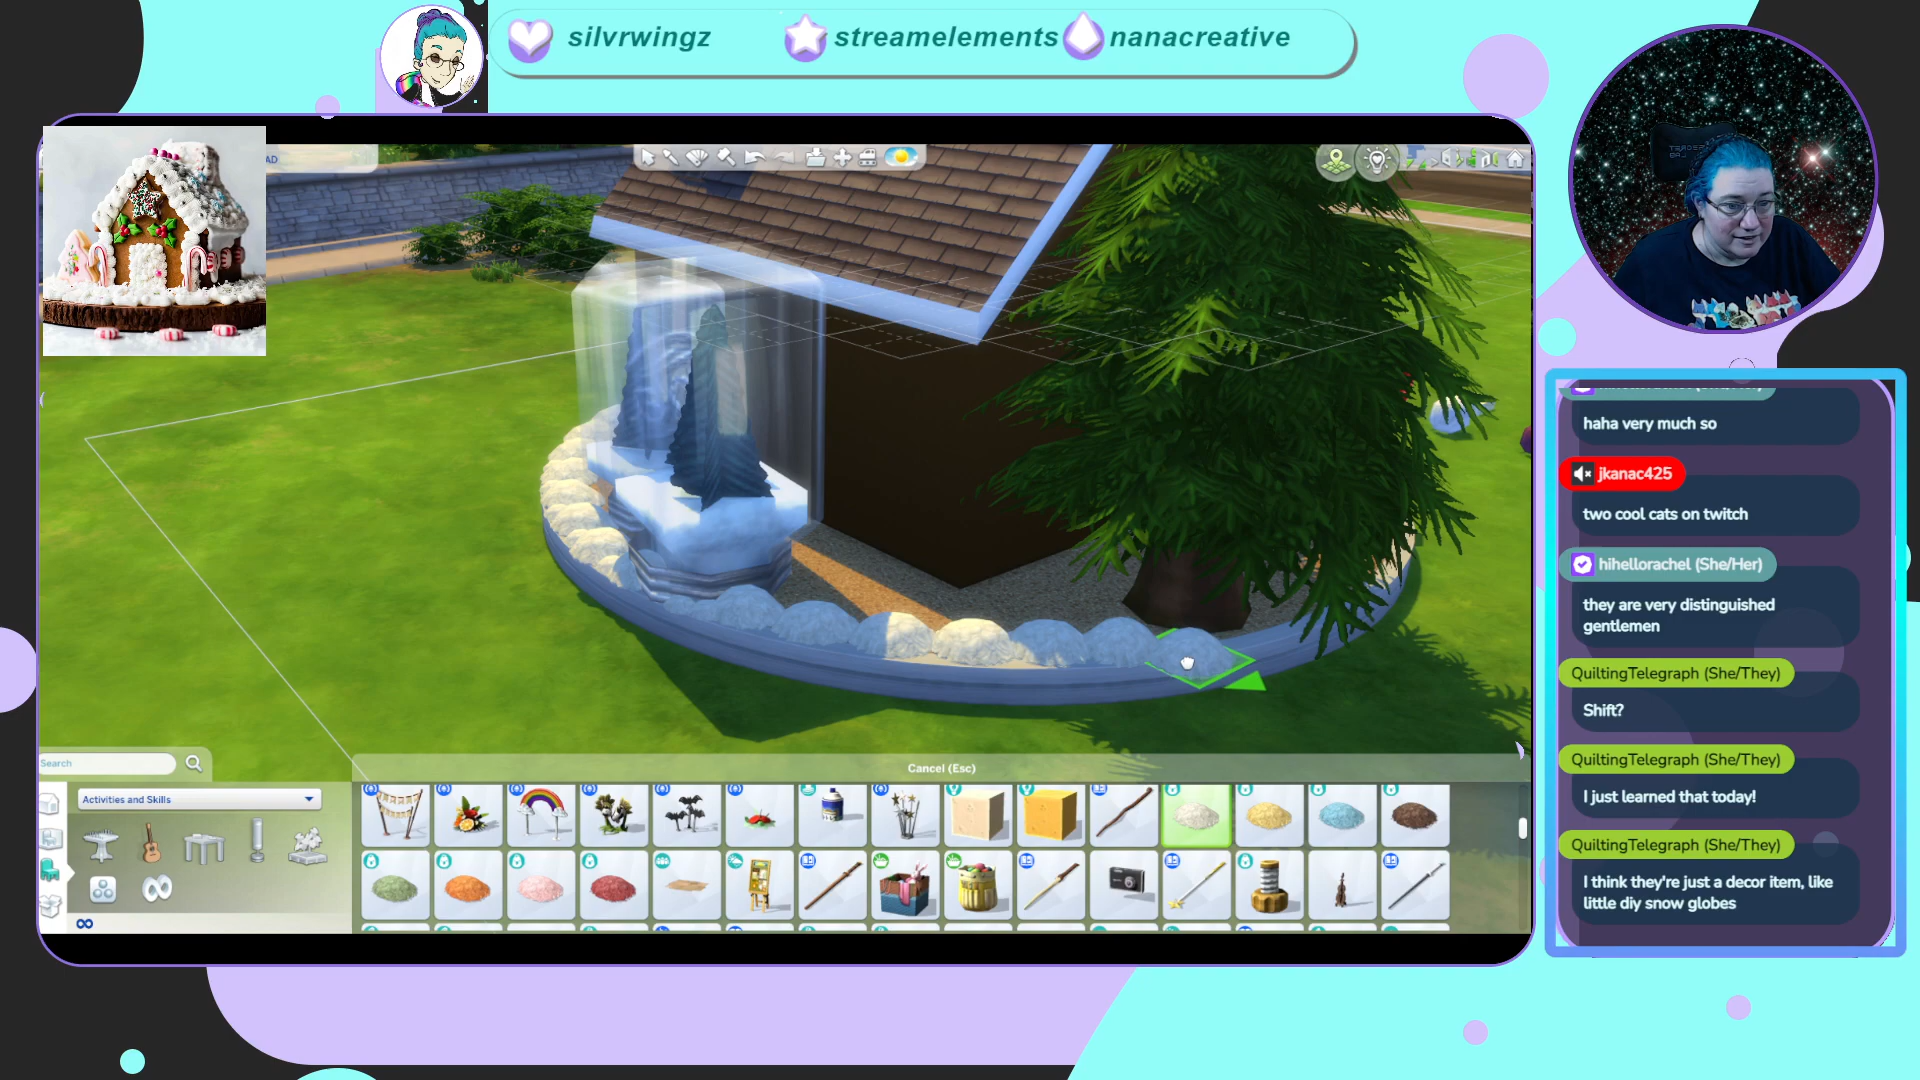 silvrwingz
streamelements
nanacreative
AD
haha very much so
jkanac425
two cool cats on twitch
hihellorachel (She/Her)
they are very distinguished
gentlemen
QuiltingTelegraph (She/They)
Shift?
QuiltingTelegraph (She/They)
I just learned that today!
QuiltingTelegraph (She/They)
I think they're just a decor item, like
little diy snow globes
Search
Cancel (Esc)
Activities and Skills